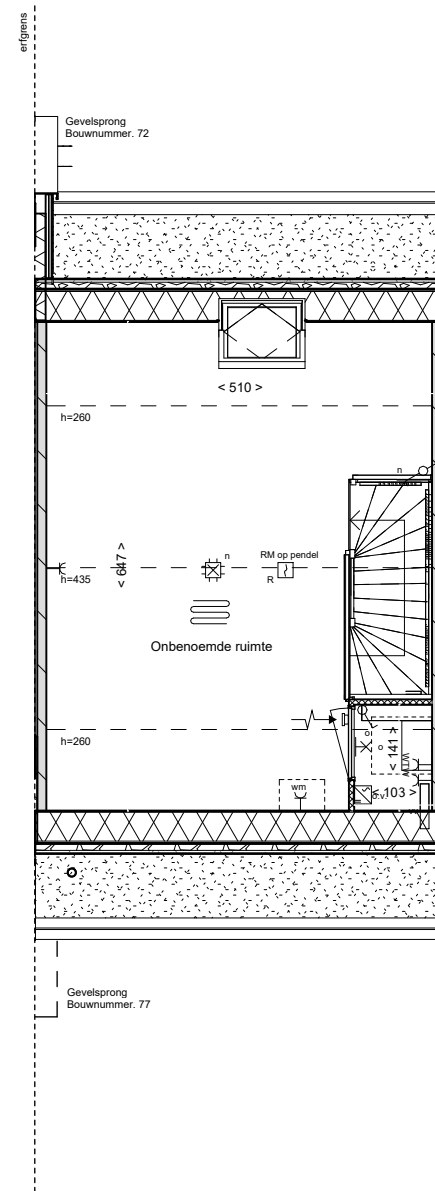 erfgrens
Gevelsprong
Bouwnummer. 72
< 510 >
h=260
n
n
RM op pendel
R
h=435
< 647 >
Onbenoemde ruimte
h=260
wm
o
o
< 141 >
WTW
o.v.
< 103 >
Gevelsprong
Bouwnummer. 77